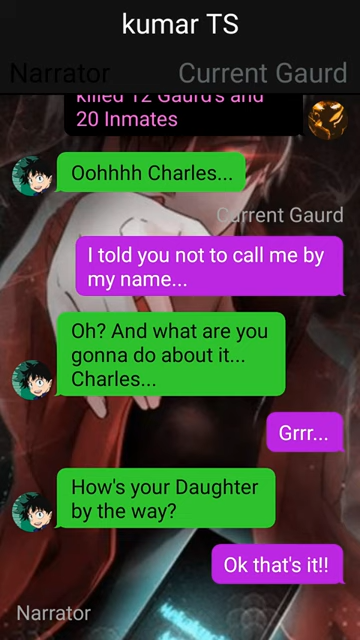 kumar TS
Narrator
Current Gaurd
killed 12 Gaurd's and
20 Inmates
Oohhhh Charles...
Current Gaurd
I told you not to call me by
my name...
Oh? And what are you
gonna do about it...
Charles...
Grrr...
How's your Daughter
by the way?
Ok that's it!!
Narrator